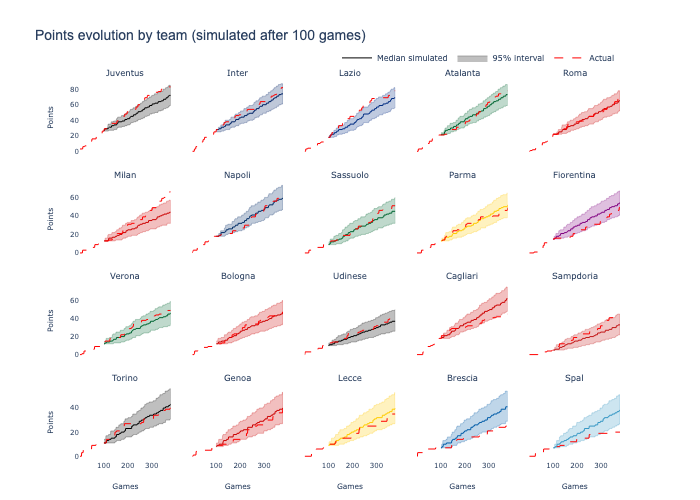 Points evolution by team (simulated after 100 games)
Median simulated 95% interval Actual
Juventus Inter Lazio Atalanta Roma
Points
80
60
40
20
0
Milan Napoli Sassuolo Parma Fiorentina
Points
60
40
20
0
Verona Bologna Udinese Cagliari Sampdoria
Points
60
40
20
0
Torino Genoa Lecce Brescia Spal
Points
40
20
0
100 200 300 100 200 300 100 200 300 100 200 300 100 200 300
Games Games Games Games Games